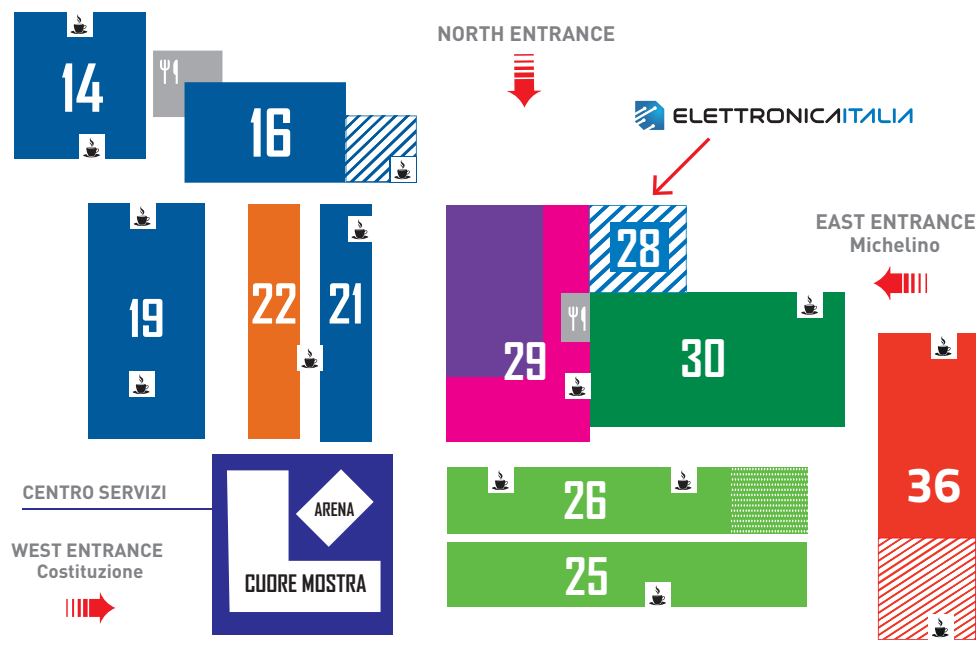 NORTH ENTRANCE
14
16
ELETTRONICAITALIA
EAST ENTRANCE
Michelino
28
19
22
21
29
30
36
26
25
CENTRO SERVIZI
ARENA
WEST ENTRANCE
Costituzione
CUORE MOSTRA